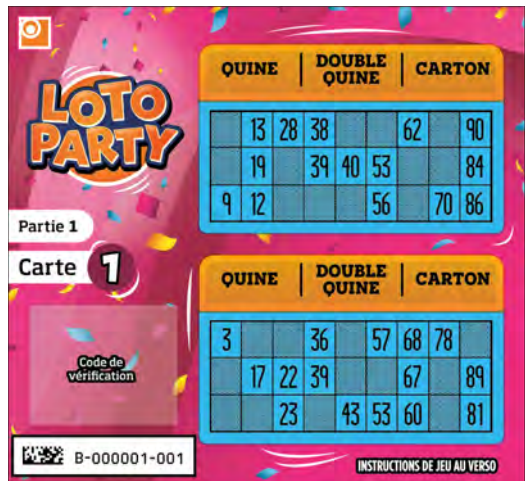 LOTO
PARTY
Partie 1
Carte 1
Code de
vérification
B-000001-001
QUINE | DOUBLE QUINE | CARTON
13 28 38 62 90
19 39 40 53 84
9 12 56 70 86
QUINE | DOUBLE QUINE | CARTON
3 36 57 68 78
17 22 39 67 89
23 43 53 60 81
INSTRUCTIONS DE JEU AU VERSO